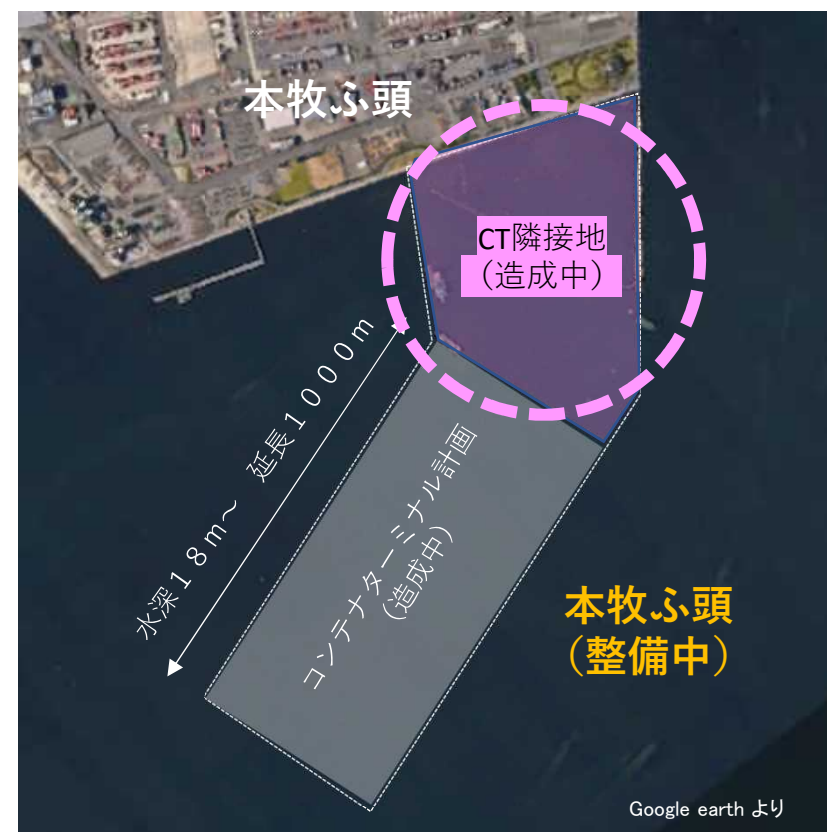 本牧ふ頭
CT隣接地
（造成中）
水深１８ｍ～　延長１０００ｍ
コンテナターミナル計画
（造成中）
本牧ふ頭
（整備中）
Google earth より